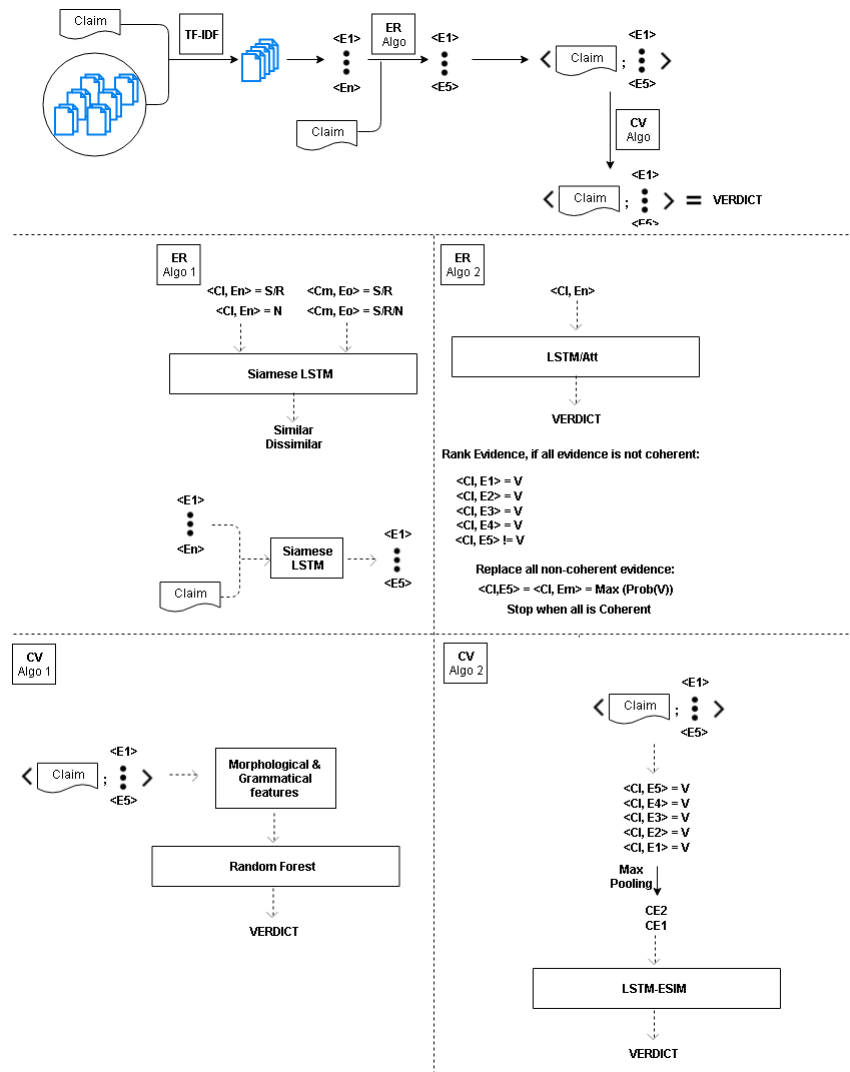 Claim
TF-IDF
<E1>
<En>
ER
Algo
Claim
<E1>
<E5>
Claim
;
<E1>
<E5>
CV
Algo
Claim
;
<E1>
<E5>
= VERDICT
ER
Algo 1
<Cl, En> = S/R
<Cl, En> = N
<Cm, Eo> = S/R
<Cm, Eo> = S/R/N
Siamese LSTM
Similar
Dissimilar
<E1>
<En>
Claim
Siamese
LSTM
<E1>
<E5>
ER
Algo 2
<Cl, En>
LSTM/Att
VERDICT
Rank Evidence, if all evidence is not coherent:
<Cl, E1> = V
<Cl, E2> = V
<Cl, E3> = V
<Cl, E4> = V
<Cl, E5> != V
Replace all non-coherent evidence:
<Cl,E5> = <Cl, Em> = Max (Prob(V))
Stop when all is Coherent
CV
Algo 1
Claim
;
<E1>
<E5>
Morphological &
Grammatical
features
Random Forest
VERDICT
CV
Algo 2
Claim
;
<E1>
<E5>
<Cl, E5> = V
<Cl, E4> = V
<Cl, E3> = V
<Cl, E2> = V
<Cl, E1> = V
Max
Pooling
CE2
CE1
LSTM-ESIM
VERDICT